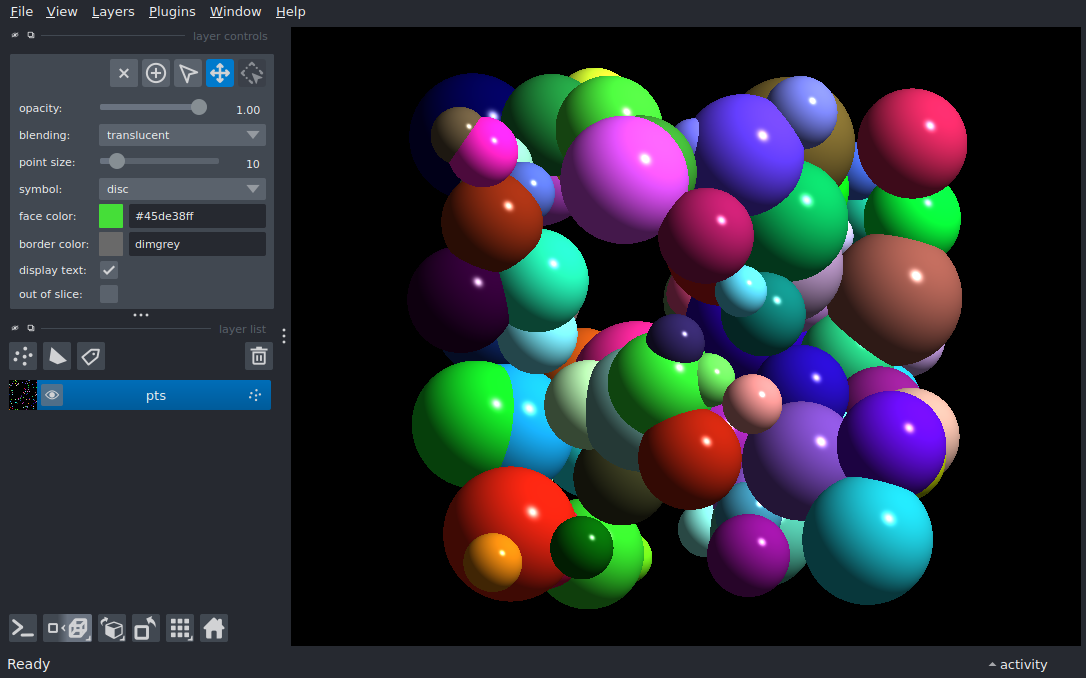 File View Layers Plugins Window Help
layer controls
opacity: 1.00
blending: translucent
point size: 10
symbol: disc
face color: #45de38ff
border color: dimgrey
display text:
out of slice:
layer list
pts
Ready
activity